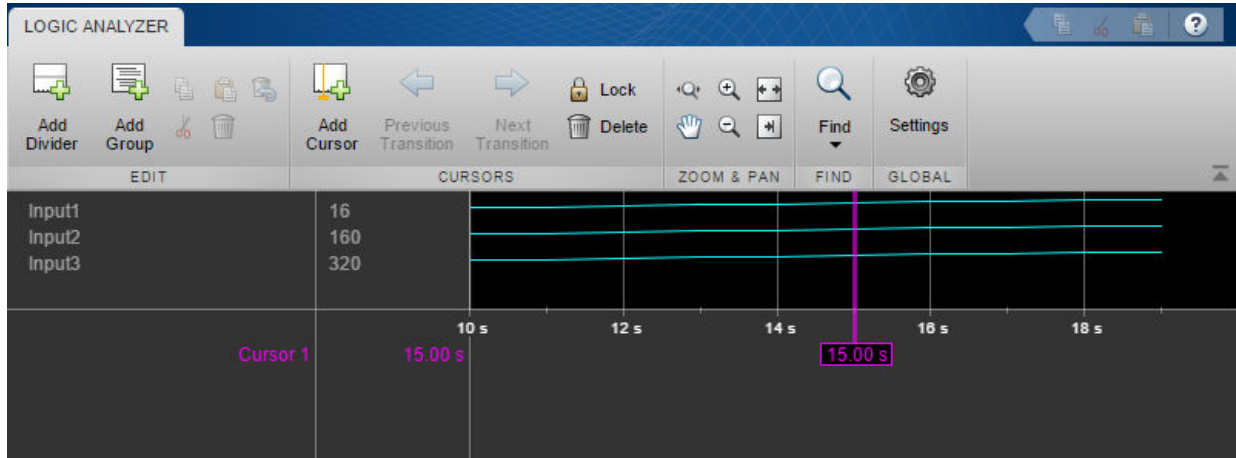 LOGIC ANALYZER
?
Add Divider
Add Group
Add Cursor
Previous Transition
Next Transition
Lock
Delete
Find
Settings
EDIT
CURSORS
ZOOM & PAN
FIND
GLOBAL
Input1 16
Input2 160
Input3 320
10 s 12 s 14 s 16 s 18 s
Cursor 1 15.00 s 15.00 s